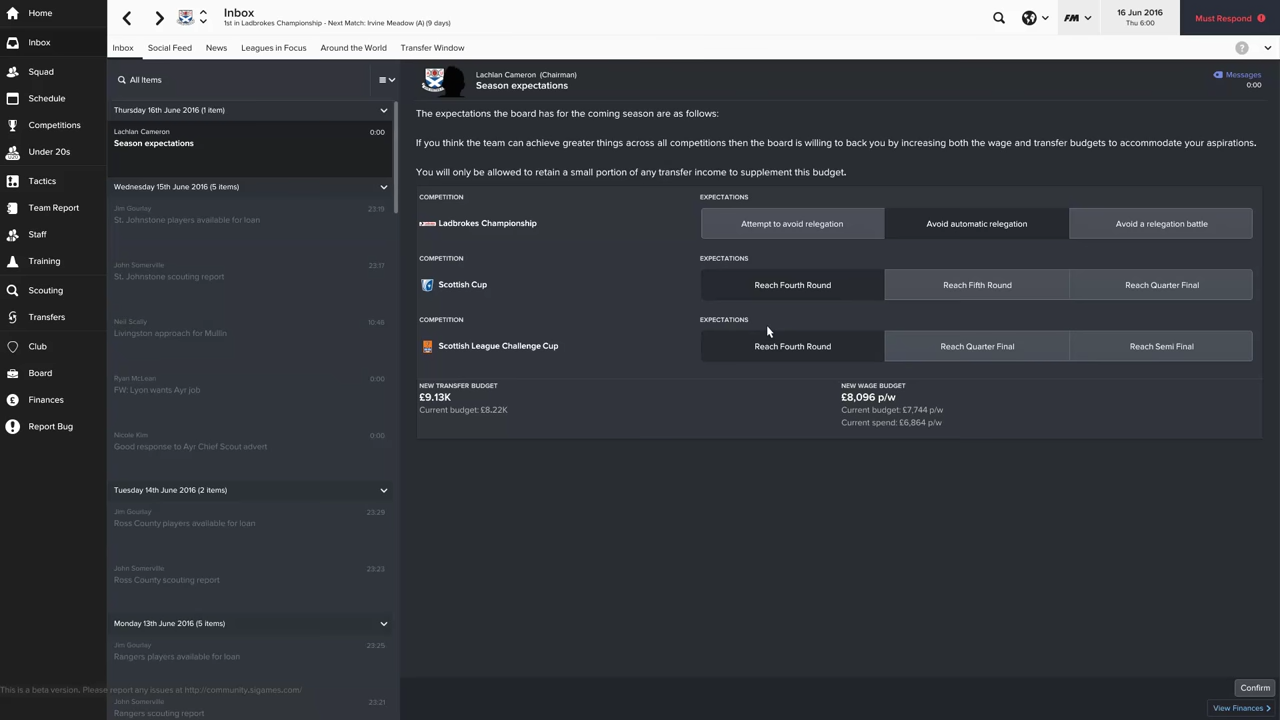 Home
Inbox
Squad
Schedule
Competitions
Under 20s
Tactics
Team Report
Staff
Training
Scouting
Transfers
Club
Board
Finances
Report Bug
Inbox
1st in Ladbrokes Championship - Next Match: Irvine Meadow (A) (9 days)
FM
16 Jun 2016
Thu 6:00
Must Respond
Inbox Social Feed News Leagues in Focus Around the World Transfer Window
?
All Items
Thursday 16th June 2016 (1 item)
Lachlan Cameron 0:00
Season expectations
Wednesday 15th June 2016 (5 items)
Jim Gourlay 23:19
St. Johnstone players available for loan
John Somerville 23:17
St. Johnstone scouting report
Neil Scally 10:46
Livingston approach for Mullin
Ryan McLean 0:00
FW: Lyon wants Ayr job
Nicole Kim 0:00
Good response to Ayr Chief Scout advert
Tuesday 14th June 2016 (2 items)
Jim Gourlay 23:29
Ross County players available for loan
John Somerville 23:23
Ross County scouting report
Monday 13th June 2016 (5 items)
Jim Gourlay 23:25
Rangers players available for loan
John Somerville 23:21
Rangers scouting report
This is a beta version. Please report any issues at http://community.sigames.com/
Lachlan Cameron (Chairman)
Season expectations
Messages
0:00
The expectations the board has for the coming season are as follows:
If you think the team can achieve greater things across all competitions then the board is willing to back you by increasing both the wage and transfer budgets to accommodate your aspirations.
You will only be allowed to retain a small portion of any transfer income to supplement this budget.
COMPETITION EXPECTATIONS
Ladbrokes Championship Attempt to avoid relegation Avoid automatic relegation Avoid a relegation battle
COMPETITION EXPECTATIONS
Scottish Cup Reach Fourth Round Reach Fifth Round Reach Quarter Final
COMPETITION EXPECTATIONS
Scottish League Challenge Cup Reach Fourth Round Reach Quarter Final Reach Semi Final
NEW TRANSFER BUDGET NEW WAGE BUDGET
£9.13K £8,096 p/w
Current budget: £8.22K Current budget: £7,744 p/w
Current spend: £6,864 p/w
Confirm
View Finances